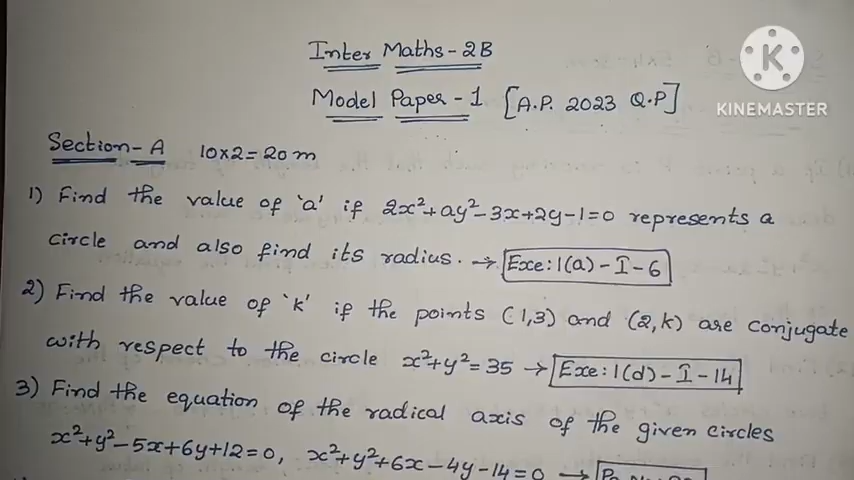 Inter Maths-2B
Model Paper-1 [A.P. 2023 Q.P]
K
KINEMASTER
Section-A 10x2=20m
1) Find the value of 'a' if 2x²+ay²-3x+2y-1=0 represents a
circle and also find its radius. → Exe:1(a)-I-6
2) Find the value of 'k' if the points (1,3) and (2,k) are conjugate
with respect to the circle x²+y²=35 → Exe:1(d)-I-14
3) Find the equation of the radical axis of the given circles
x²+y²-5x+6y+12=0, x²+y²+6x-4y-14=0 →